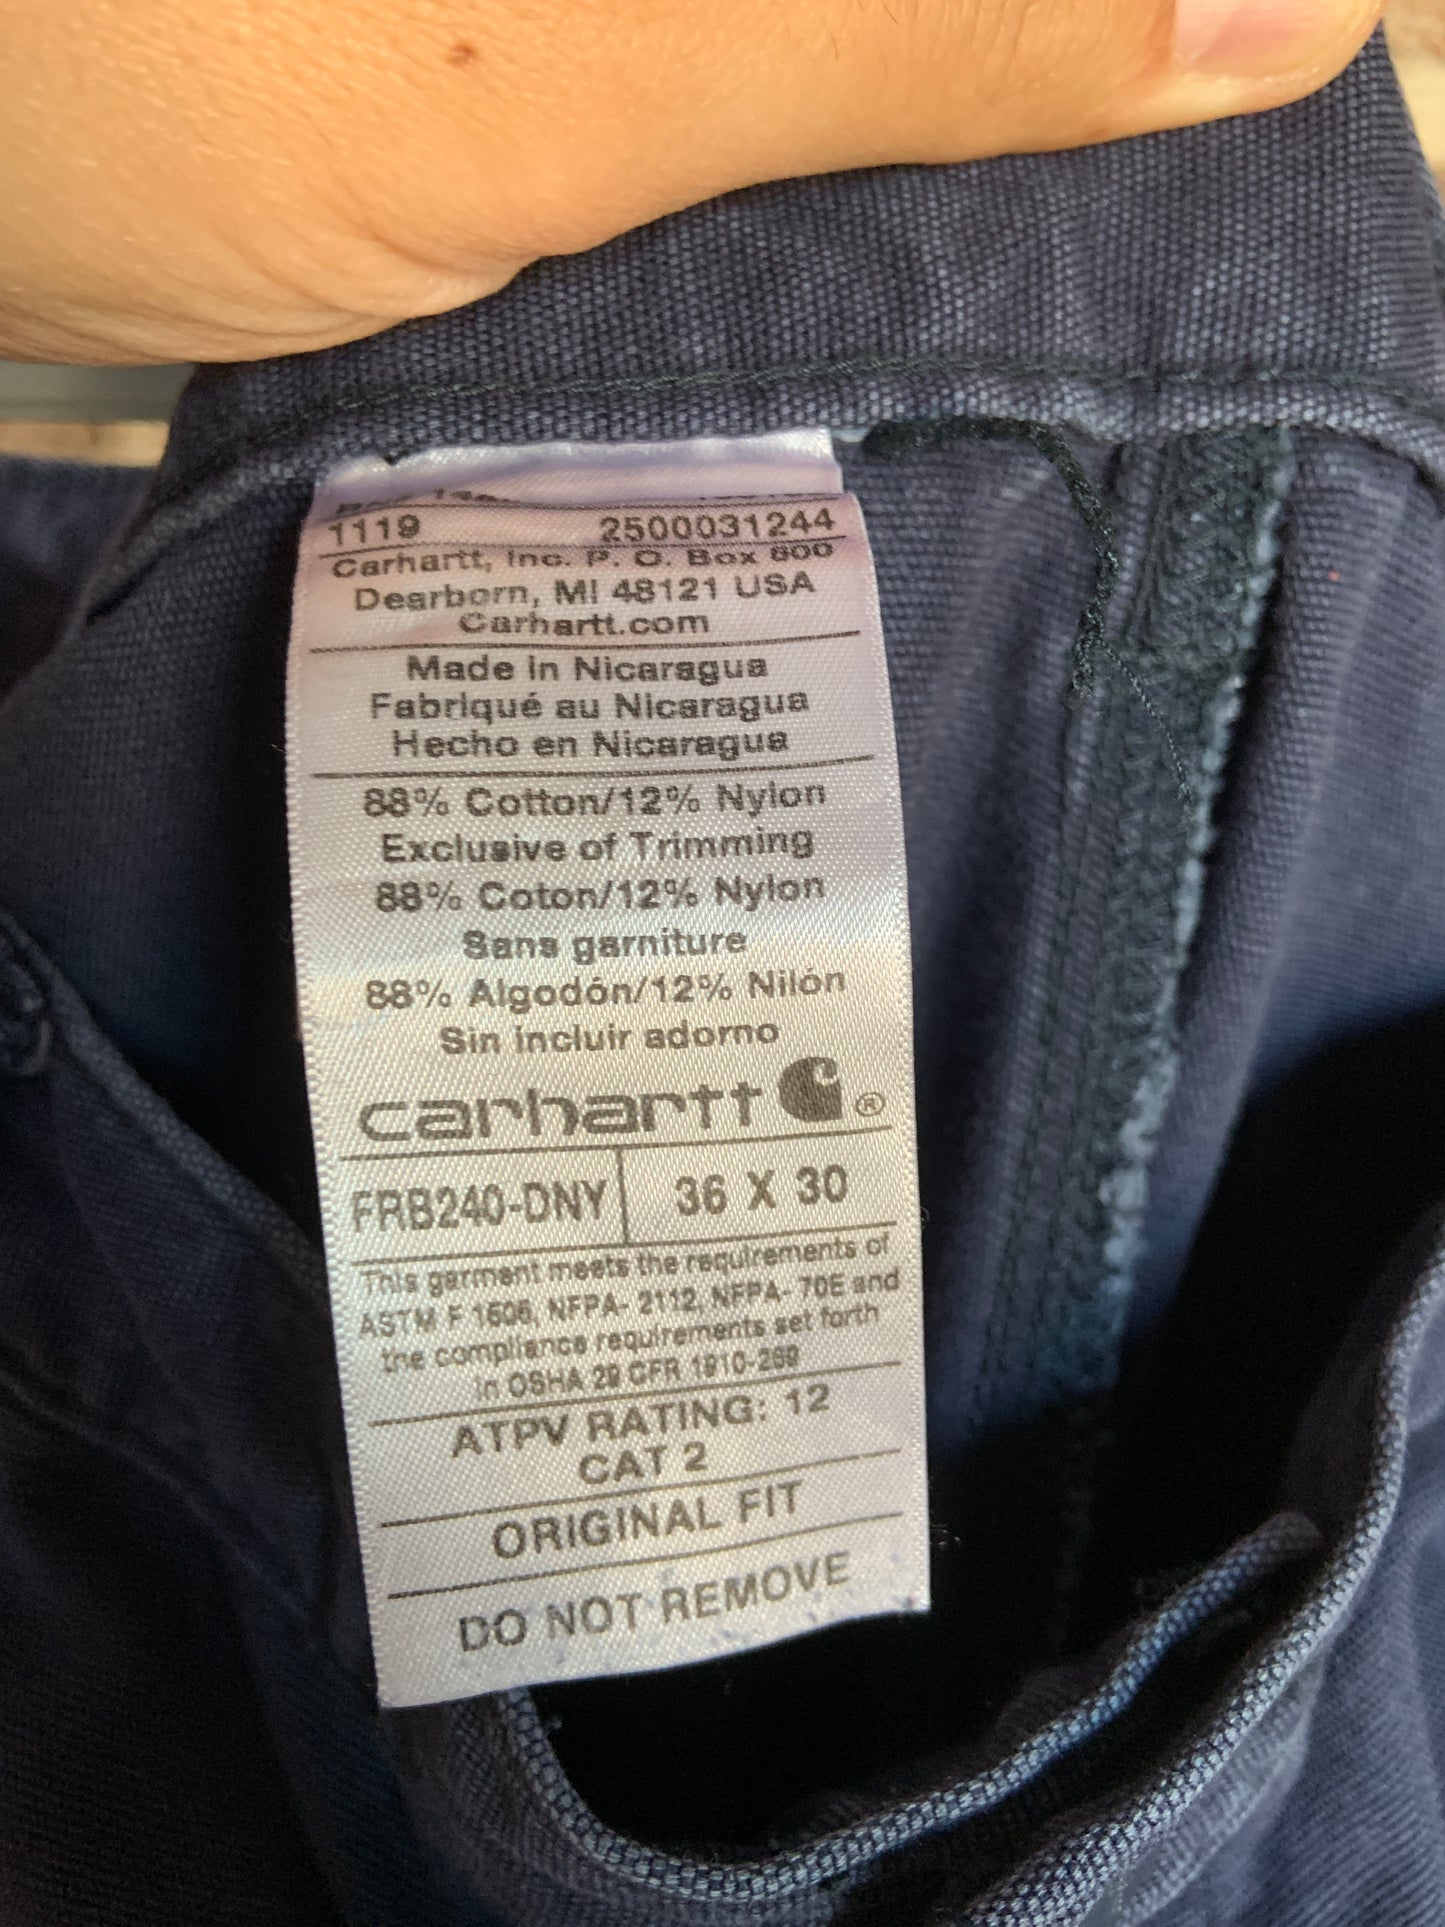 1119 2500031244
Carhartt, Inc. P. O. Box 600
Dearborn, MI 48121 USA
Carhartt.com
Made in Nicaragua
Fabriqué au Nicaragua
Hecho en Nicaragua
88% Cotton/12% Nylon
Exclusive of Trimming
88% Coton/12% Nylon
Sans garniture
88% Algodón/12% Nilón
Sin incluir adorno
carhartt ®
FRB240-DNY 36 X 30
This garment meets the requirements of
ASTM F 1506, NFPA- 2112, NFPA- 70E and
the compliance requirements set forth
in OSHA 29 CFR 1910-269
ATPV RATING: 12
CAT 2
ORIGINAL FIT
DO NOT REMOVE